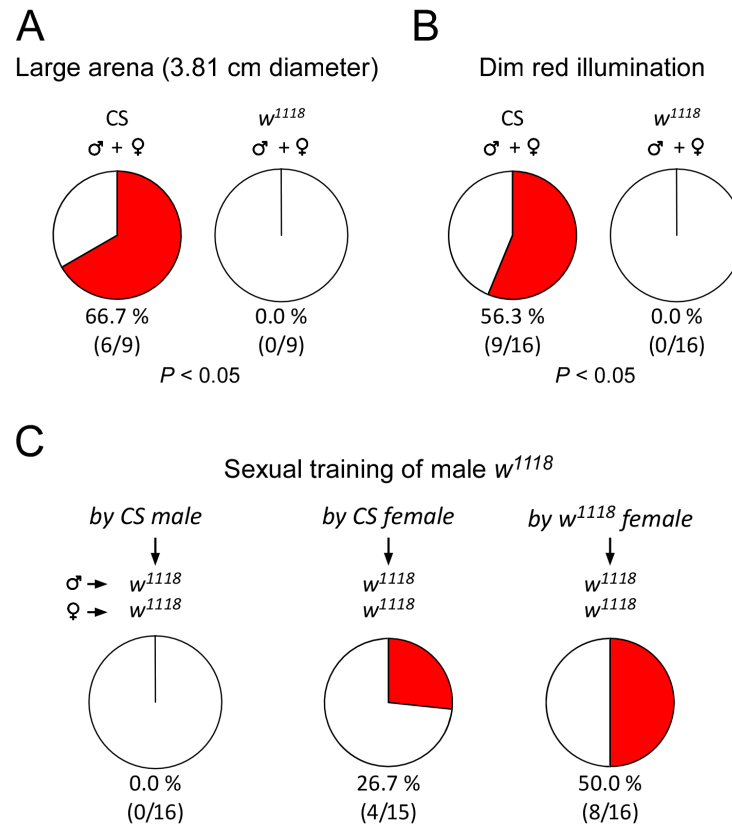 A
Large arena (3.81 cm diameter)
CS
♂ + ♀
66.7 %
(6/9)
w1118
♂ + ♀
0.0 %
(0/9)
P < 0.05
B
Dim red illumination
CS
♂ + ♀
56.3 %
(9/16)
w1118
♂ + ♀
0.0 %
(0/16)
P < 0.05
C
Sexual training of male w1118
by CS male
♂ → w1118
♀ → w1118
0.0 %
(0/16)
by CS female
w1118
w1118
26.7 %
(4/15)
by w1118 female
w1118
w1118
50.0 %
(8/16)